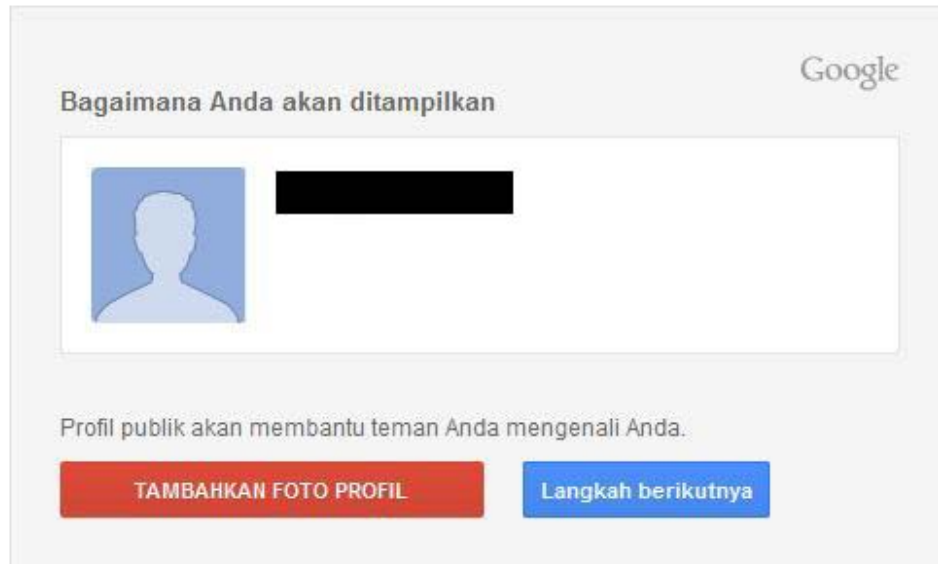 Google
Bagaimana Anda akan ditampilkan
Profil publik akan membantu teman Anda mengenali Anda.
TAMBAHKAN FOTO PROFIL
Langkah berikutnya